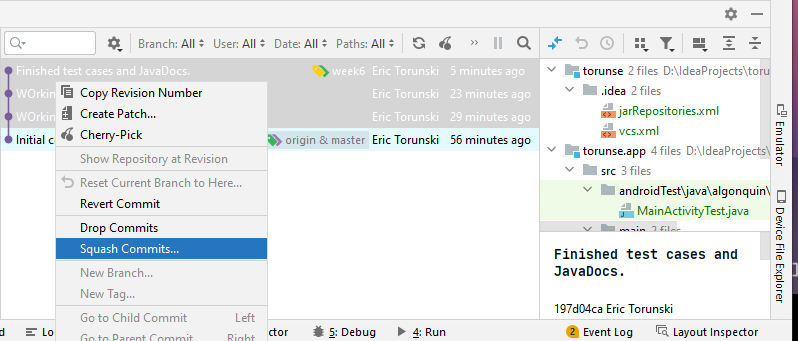 Branch: All User: All Date: All Paths: All
Finished test cases and JavaDocs. week6 Eric Torunski 5 minutes ago
WOrkin Eric Torunski 23 minutes ago
WOrkin Eric Torunski 29 minutes ago
Initial c origin & master Eric Torunski 56 minutes ago
Copy Revision Number
Create Patch...
Cherry-Pick
Show Repository at Revision
Reset Current Branch to Here...
Revert Commit
Drop Commits
Squash Commits...
New Branch...
New Tag...
Go to Child Commit Left
Go to Parent Commit Right
torunse 2 files D:\IdeaProjects\toru
.idea 2 files
jarRepositories.xml
vcs.xml
torunse.app 4 files D:\IdeaProjects\
src 3 files
androidTest\java\algonquin\
MainActivityTest.java
main 2 files
Finished test cases and
JavaDocs.
197d04ca Eric Torunski
Emulator
Device File Explorer
d Lo ctor 5: Debug 4: Run 2 Event Log Layout Inspector